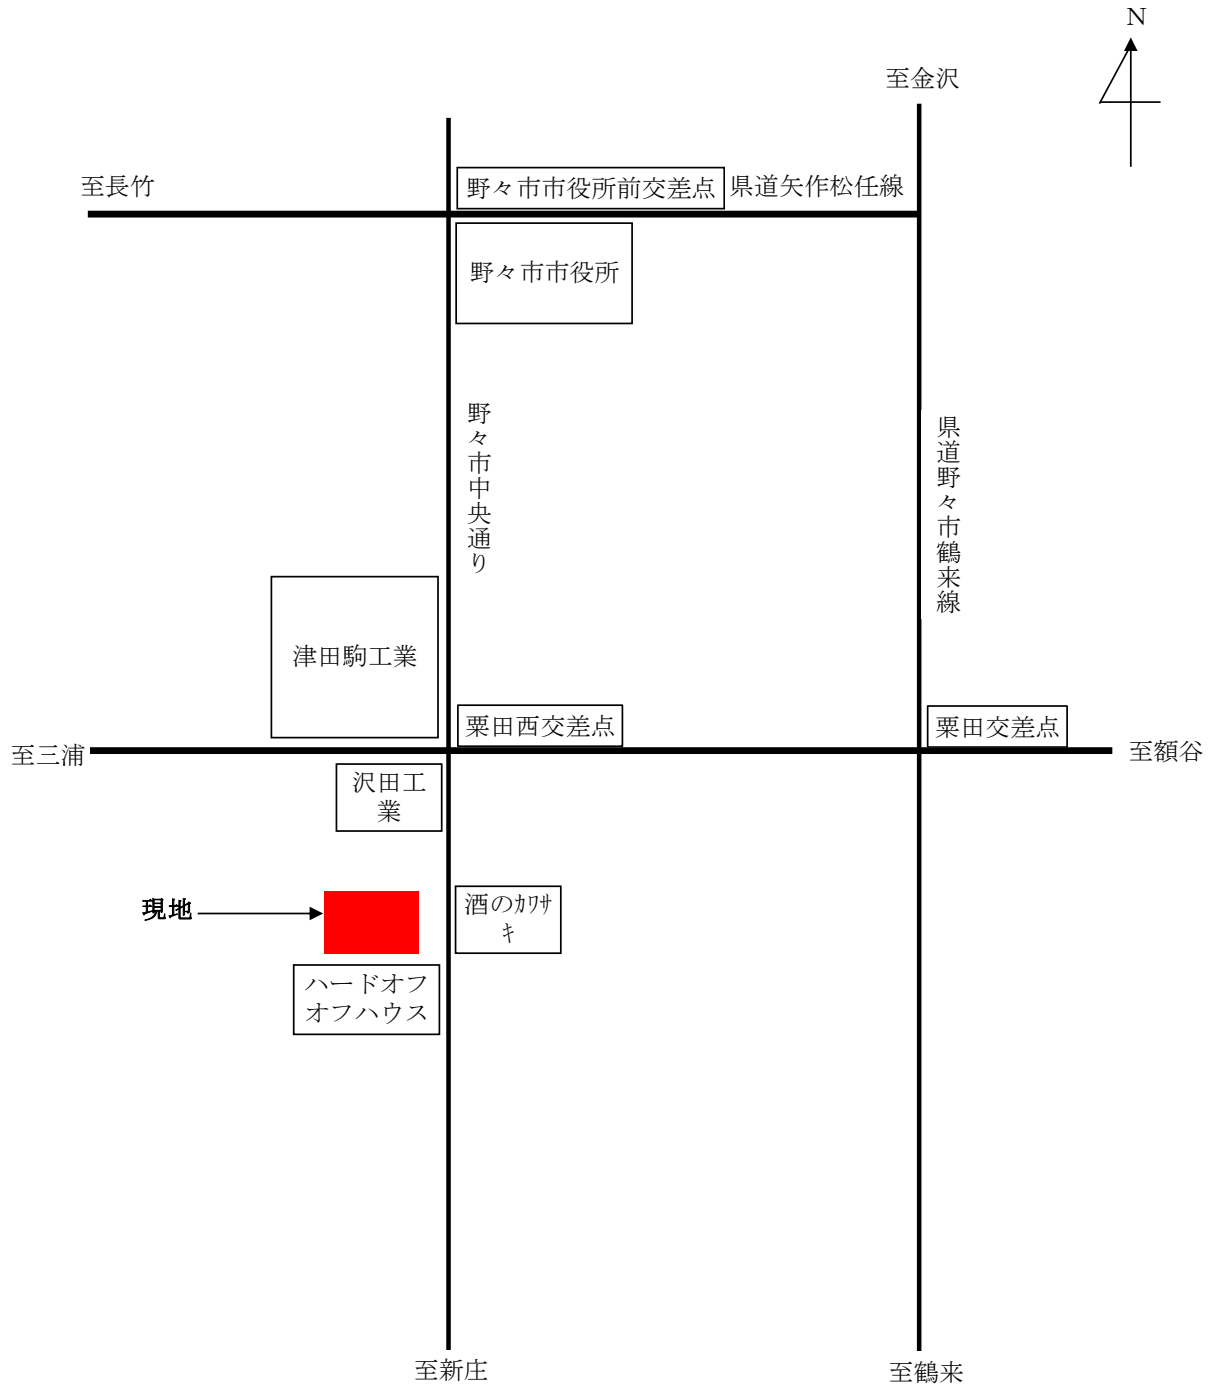 N
至金沢
至長竹
野々市市役所前交差点
県道矢作松任線
野々市市役所
野々市中央通り
県道野々市鶴来線
津田駒工業
粟田西交差点
粟田交差点
至三浦
至額谷
沢田工
業
現地
酒のｶﾜｻ
ｷ
ハードオフ
オフハウス
至新庄
至鶴来